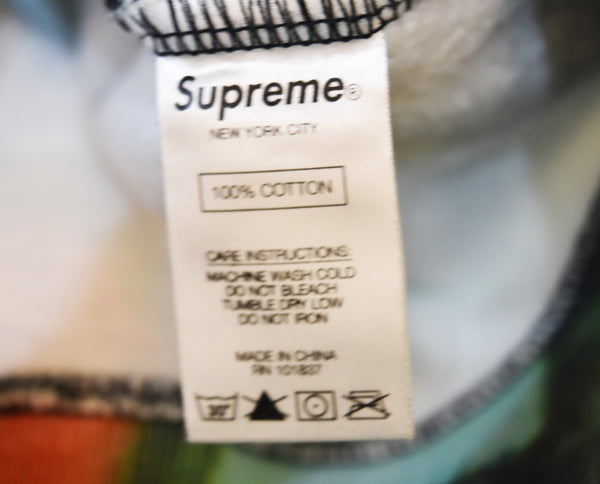 Supreme®
NEW YORK CITY
100% COTTON
CARE INSTRUCTIONS:
MACHINE WASH COLD
DO NOT BLEACH
TUMBLE DRY LOW
DO NOT IRON
MADE IN CHINA
RN 101837
30°